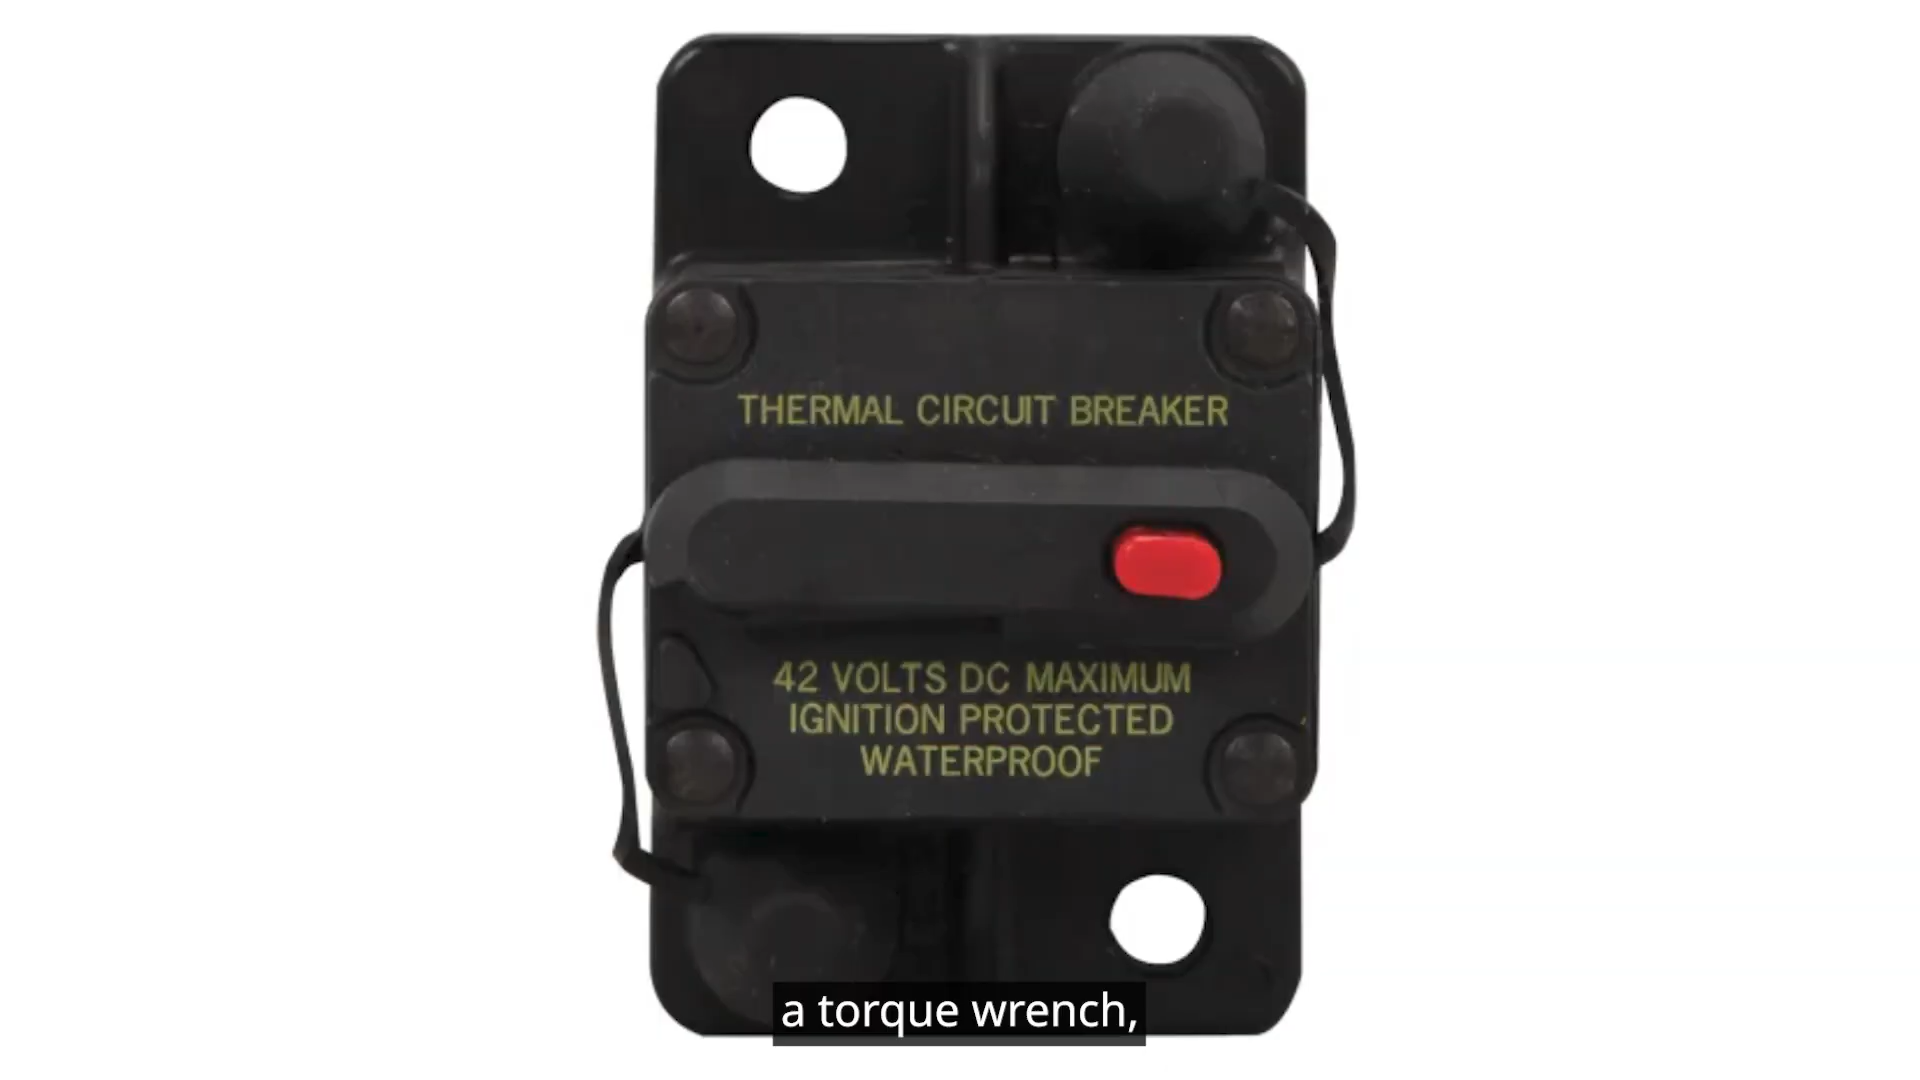 THERMAL CIRCUIT BREAKER
42 VOLTS DC MAXIMUM
IGNITION PROTECTED
WATERPROOF
a torque wrench,